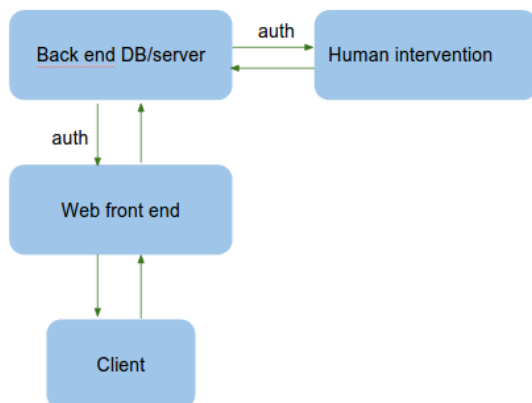 auth
Back end DB/server
Human intervention
auth
Web front end
Client